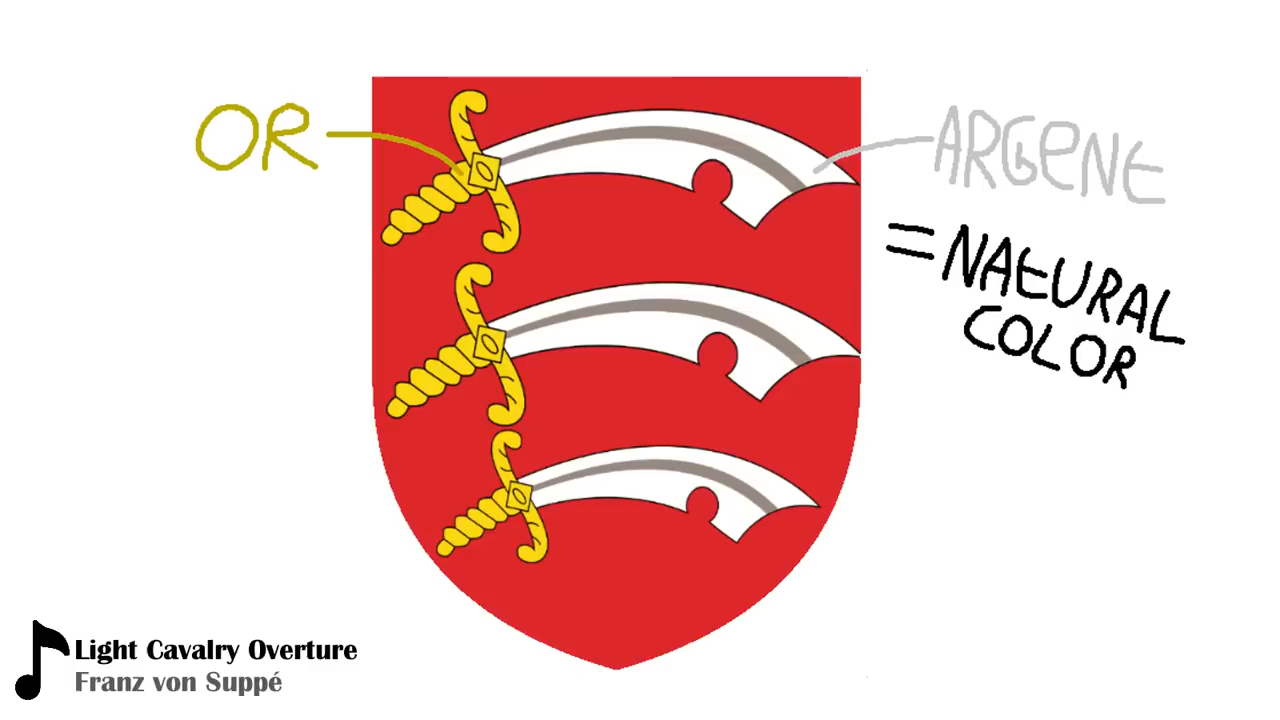 OR
ARGENE
= NATURAL
COLOR
Light Cavalry Overture
Franz von Suppé